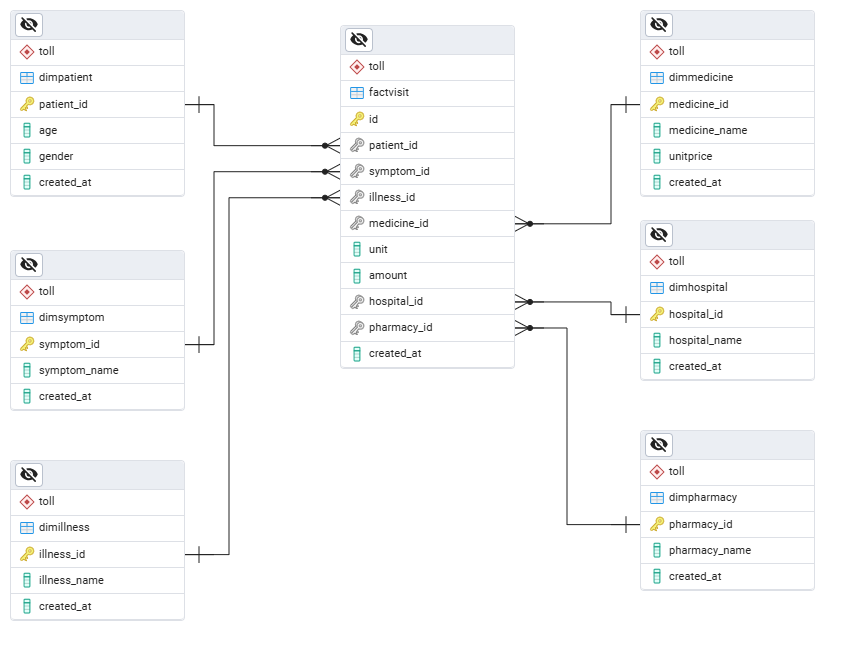 toll
dimpatient
patient_id
age
gender
created_at
toll
dimsymptom
symptom_id
symptom_name
created_at
toll
dimillness
illness_id
illness_name
created_at
toll
factvisit
id
patient_id
symptom_id
illness_id
medicine_id
unit
amount
hospital_id
pharmacy_id
created_at
toll
dimmedicine
medicine_id
medicine_name
unitprice
created_at
toll
dimhospital
hospital_id
hospital_name
created_at
toll
dimpharmacy
pharmacy_id
pharmacy_name
created_at